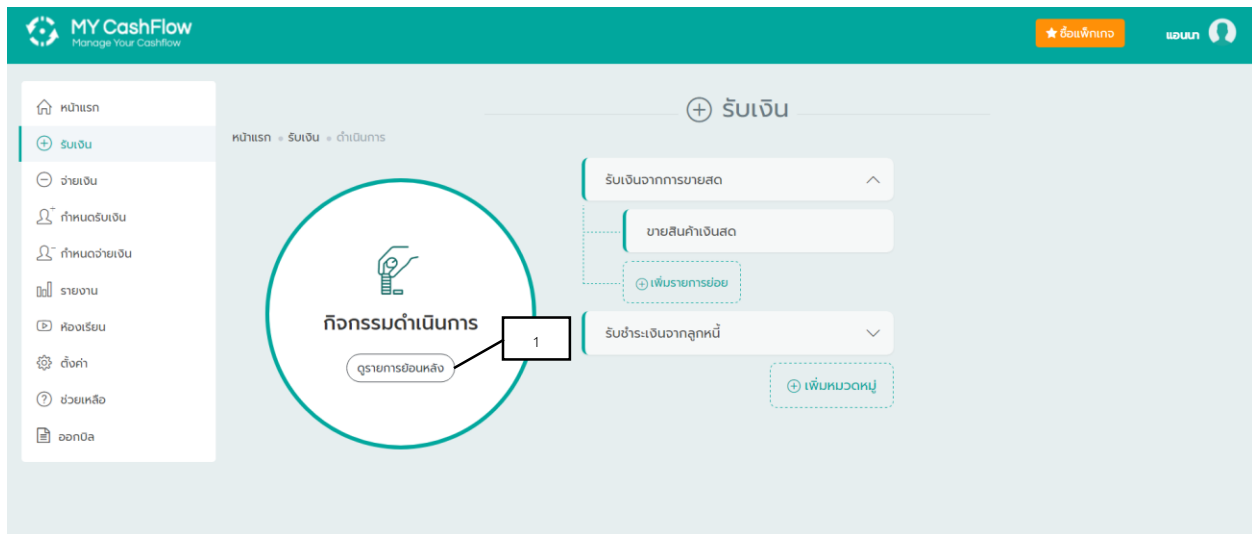 MY CashFlow
Manage Your Cashflow
ซื้อแพ็กเกจ
แอนนา
หน้าแรก
รับเงิน
จ่ายเงิน
กำหนดรับเงิน
กำหนดจ่ายเงิน
รายงาน
ห้องเรียน
ตั้งค่า
ช่วยเหลือ
ออกบิล
รับเงิน
หน้าแรก รับเงิน ดำเนินการ
กิจกรรมดำเนินการ
ดูรายการย้อนหลัง
1
รับเงินจากการขายสด
ขายสินค้าเงินสด
เพิ่มรายการย่อย
รับชำระเงินจากลูกหนี้
เพิ่มหมวดหมู่